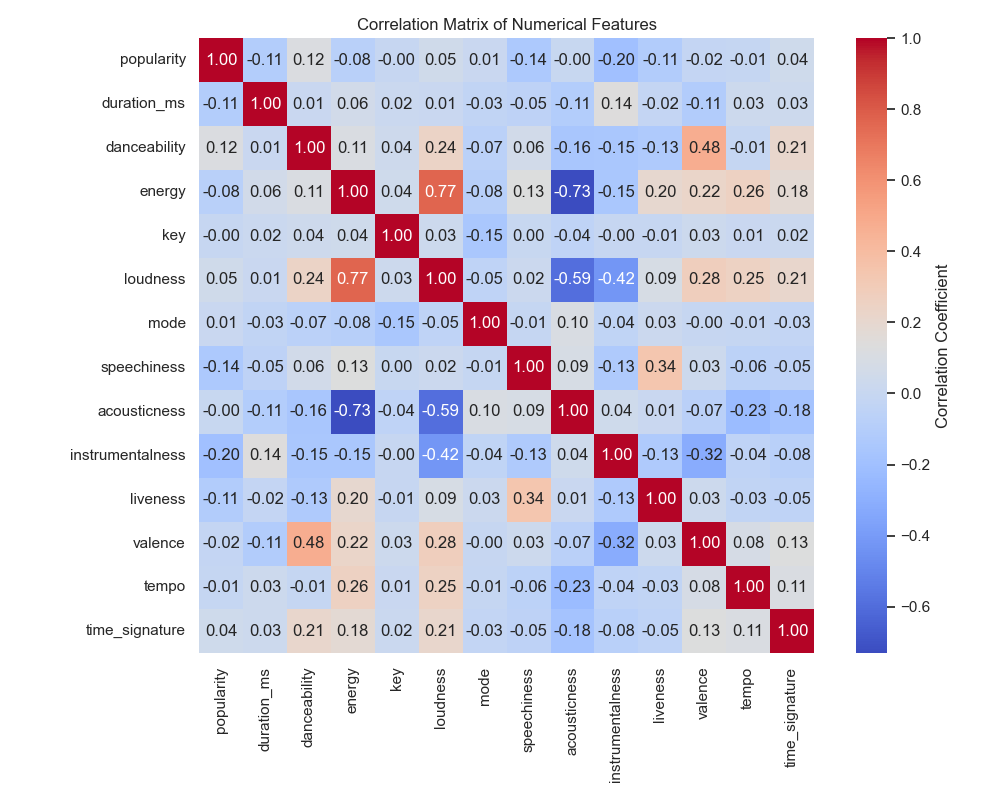 Correlation Matrix of Numerical Features
popularity 1.00 -0.11 0.12 -0.08 -0.00 0.05 0.01 -0.14 -0.00 -0.20 -0.11 -0.02 -0.01 0.04
duration_ms -0.11 1.00 0.01 0.06 0.02 0.01 -0.03 -0.05 -0.11 0.14 -0.02 -0.11 0.03 0.03
danceability 0.12 0.01 1.00 0.11 0.04 0.24 -0.07 0.06 -0.16 -0.15 -0.13 0.48 -0.01 0.21
energy -0.08 0.06 0.11 1.00 0.04 0.77 -0.08 0.13 -0.73 -0.15 0.20 0.22 0.26 0.18
key -0.00 0.02 0.04 0.04 1.00 0.03 -0.15 0.00 -0.04 -0.00 -0.01 0.03 0.01 0.02
loudness 0.05 0.01 0.24 0.77 0.03 1.00 -0.05 0.02 -0.59 -0.42 0.09 0.28 0.25 0.21
mode 0.01 -0.03 -0.07 -0.08 -0.15 -0.05 1.00 -0.01 0.10 -0.04 0.03 -0.00 -0.01 -0.03
speechiness -0.14 -0.05 0.06 0.13 0.00 0.02 -0.01 1.00 0.09 -0.13 0.34 0.03 -0.06 -0.05
acousticness -0.00 -0.11 -0.16 -0.73 -0.04 -0.59 0.10 0.09 1.00 0.04 0.01 -0.07 -0.23 -0.18
instrumentalness -0.20 0.14 -0.15 -0.15 -0.00 -0.42 -0.04 -0.13 0.04 1.00 -0.13 -0.32 -0.04 -0.08
liveness -0.11 -0.02 -0.13 0.20 -0.01 0.09 0.03 0.34 0.01 -0.13 1.00 0.03 -0.03 -0.05
valence -0.02 -0.11 0.48 0.22 0.03 0.28 -0.00 0.03 -0.07 -0.32 0.03 1.00 0.08 0.13
tempo -0.01 0.03 -0.01 0.26 0.01 0.25 -0.01 -0.06 -0.23 -0.04 -0.03 0.08 1.00 0.11
time_signature 0.04 0.03 0.21 0.18 0.02 0.21 -0.03 -0.05 -0.18 -0.08 -0.05 0.13 0.11 1.00
popularity
duration_ms
danceability
energy
key
loudness
mode
speechiness
acousticness
instrumentalness
liveness
valence
tempo
time_signature
1.0
0.8
0.6
0.4
0.2
0.0
−0.2
−0.4
−0.6
Correlation Coefficient